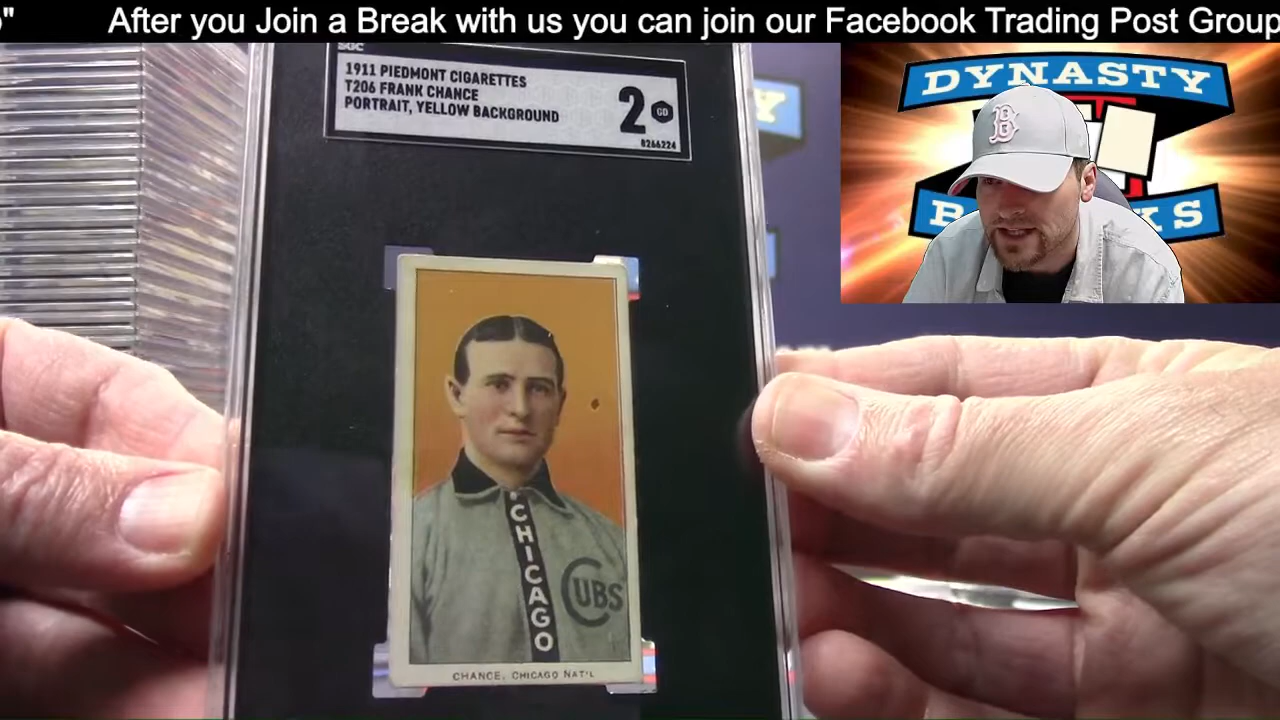 After you Join a Break with us you can join our Facebook Trading Post Group
DYNASTY
SGC
1911 PIEDMONT CIGARETTES
T206 FRANK CHANCE
PORTRAIT, YELLOW BACKGROUND
2 GD
8266224
B
CHICAGO
CUBS
CHANCE, CHICAGO NAT'L